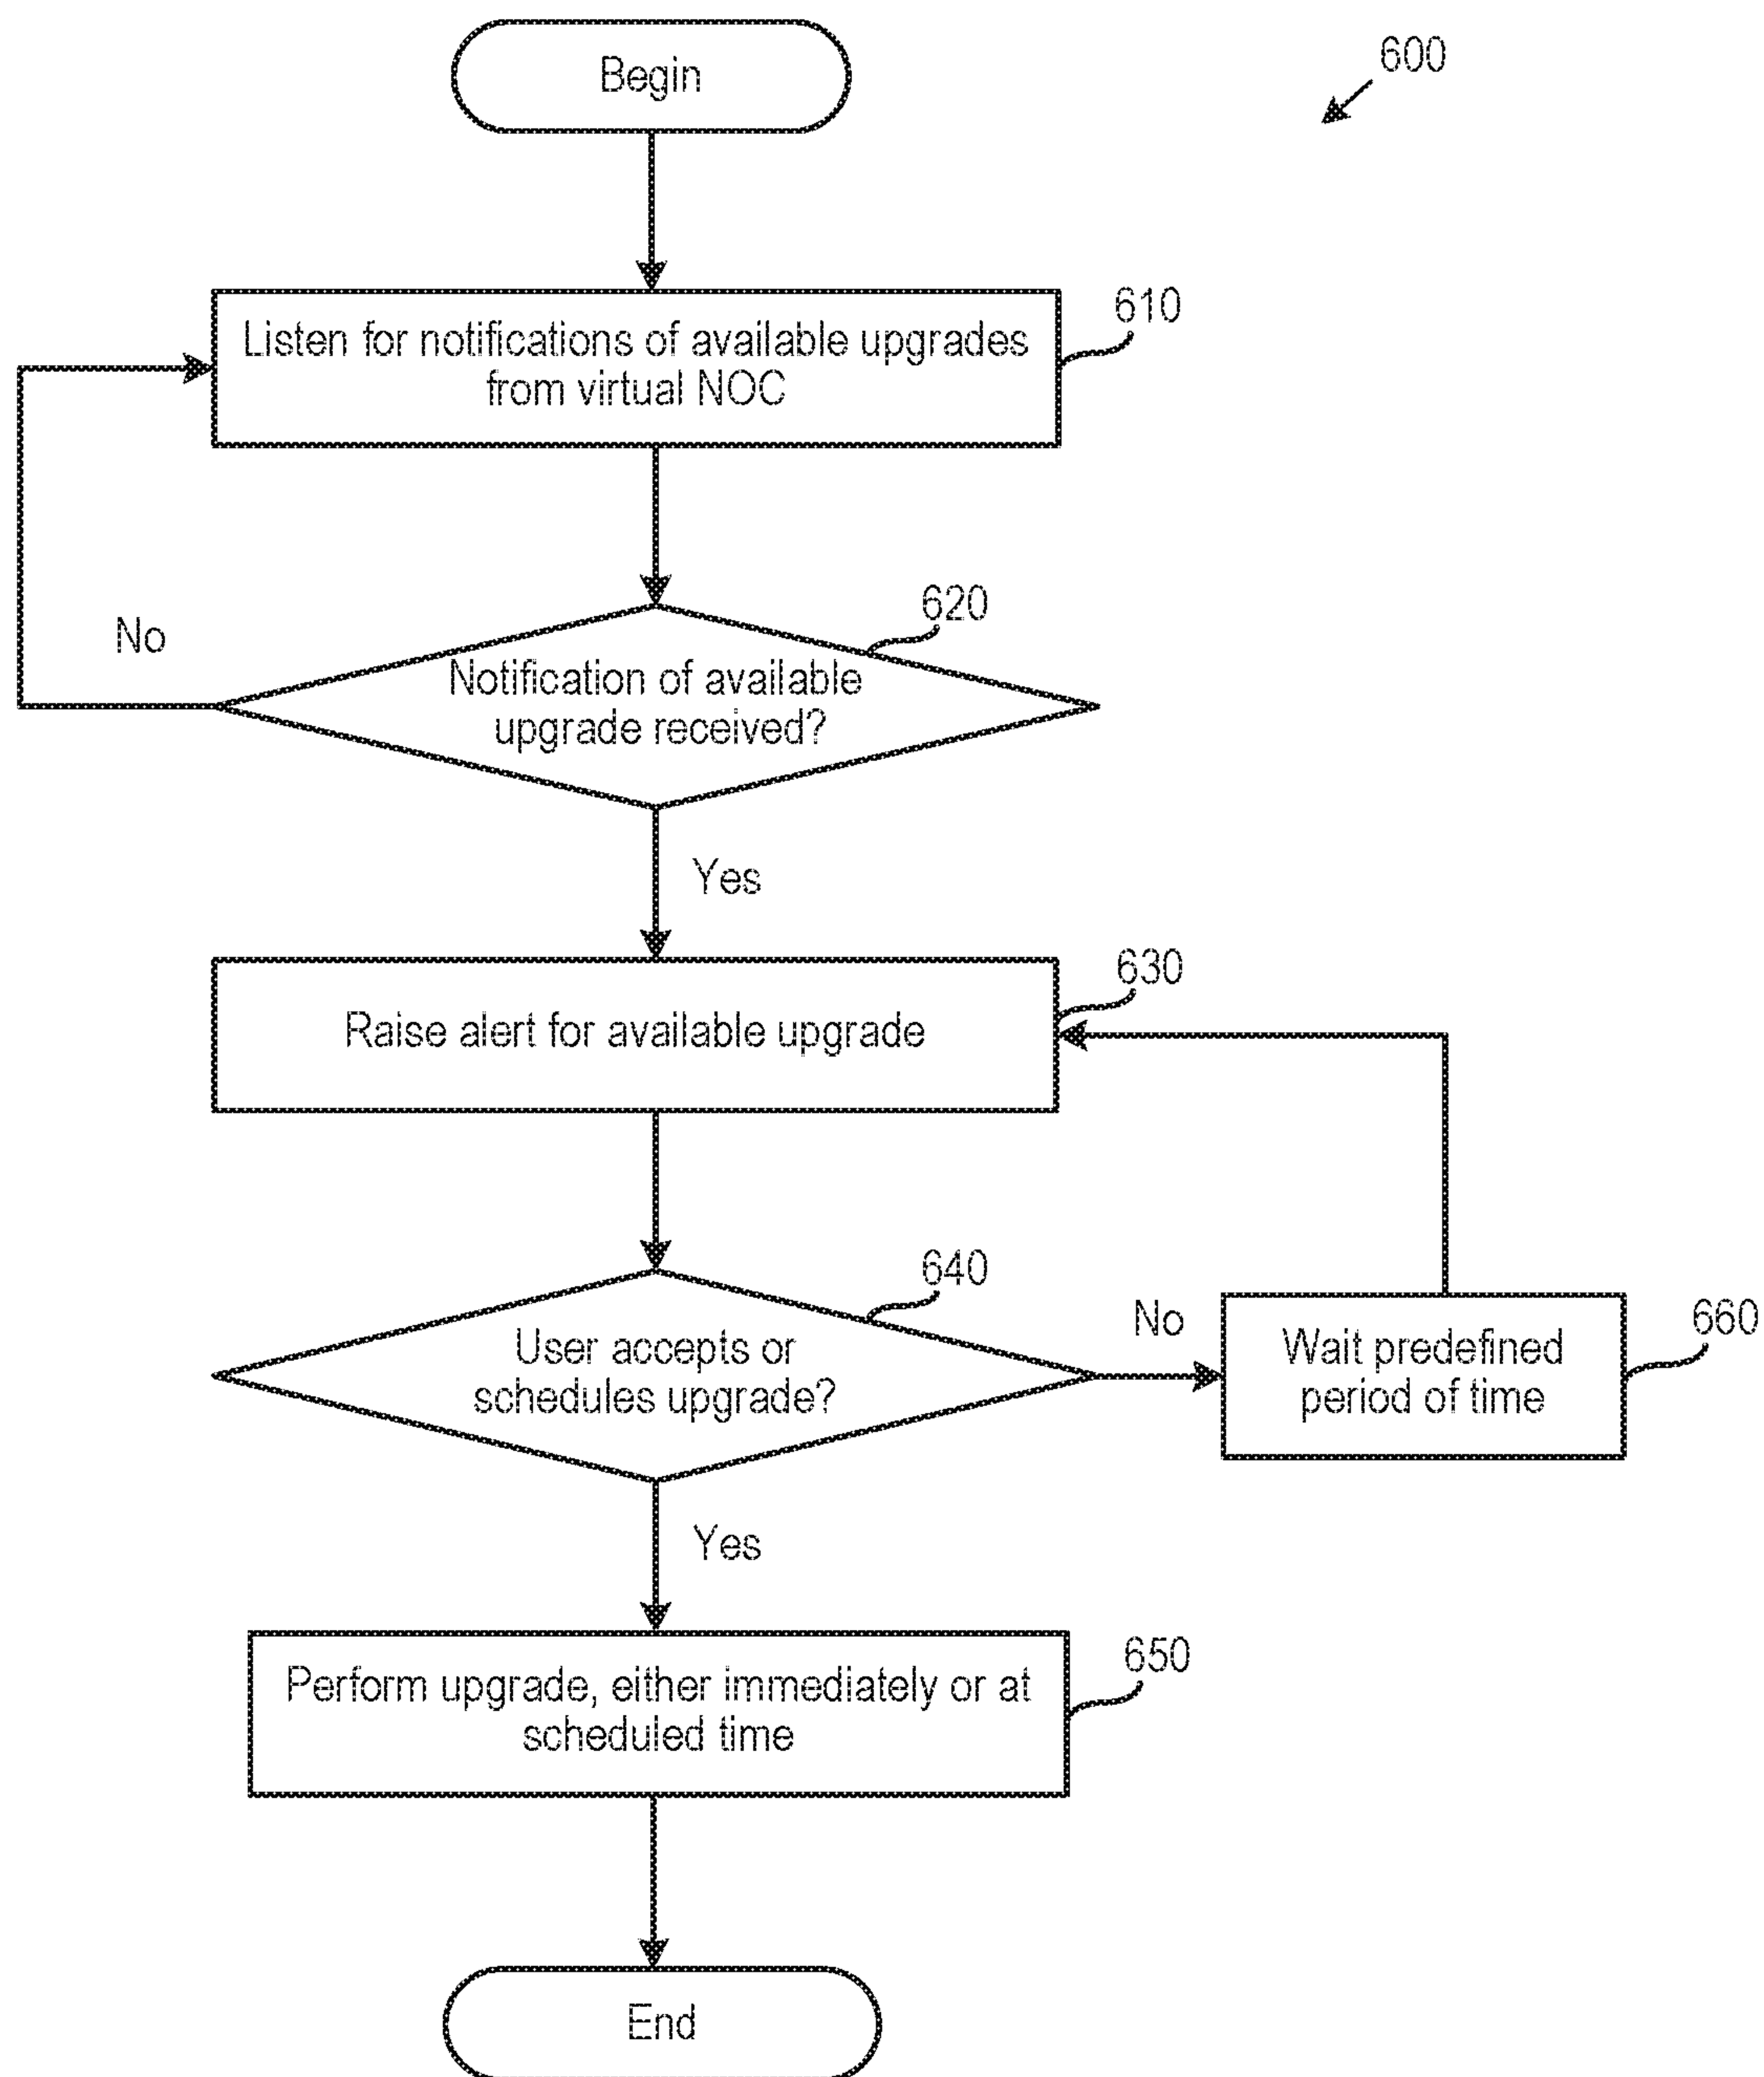 Begin
600
Listen for notifications of available upgrades
from virtual NOC
610
No
620
Notification of available
upgrade received?
Yes
630
Raise alert for available upgrade
640
User accepts or
schedules upgrade?
No
Wait predefined
period of time
660
Yes
650
Perform upgrade, either immediately or at
scheduled time
End